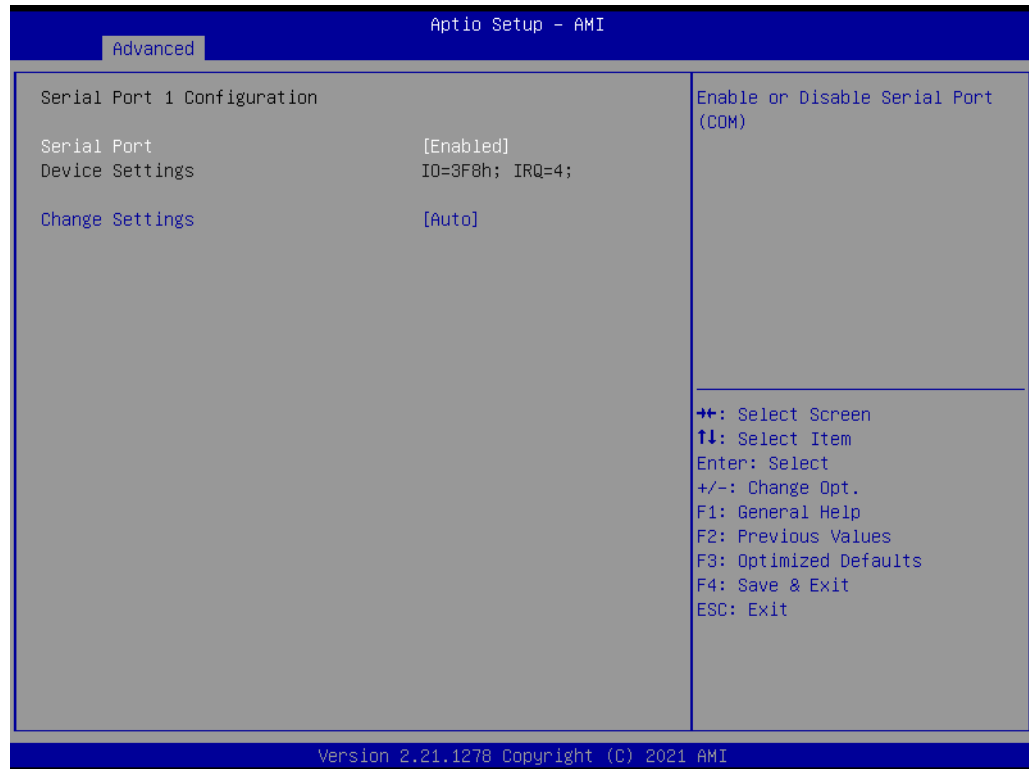 Aptio Setup – AMI
Advanced
Serial Port 1 Configuration
Serial Port [Enabled]
Device Settings IO=3F8h; IRQ=4;
Change Settings [Auto]
Enable or Disable Serial Port
(COM)
→←: Select Screen
↑↓: Select Item
Enter: Select
+/-: Change Opt.
F1: General Help
F2: Previous Values
F3: Optimized Defaults
F4: Save & Exit
ESC: Exit
Version 2.21.1278 Copyright (C) 2021 AMI